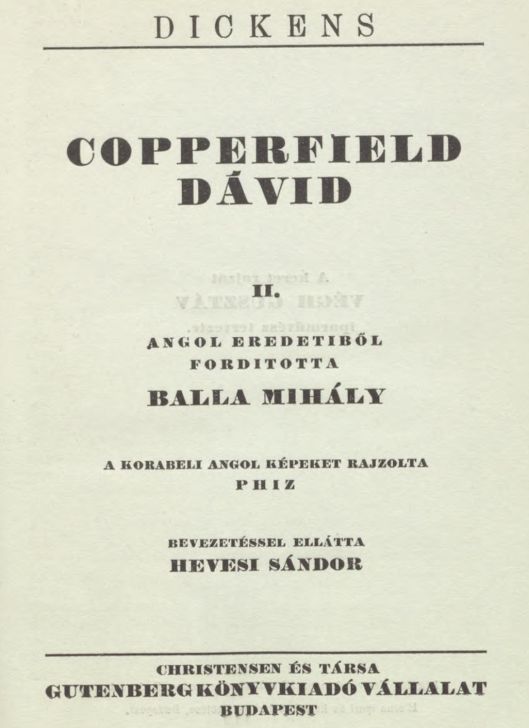 DICKENS
COPPERFIELD
DÁVID
II.
ANGOL EREDETIBŐL
FORDITOTTA
BALLA MIHÁLY
A KORABELI ANGOL KÉPEKET RAJZOLTA
PHIZ
BEVEZETÉSSEL ELLÁTTA
HEVESI SÁNDOR
CHRISTENSEN ÉS TÁRSA
GUTENBERG KÖNYVKIADÓ VÁLLALAT
BUDAPEST